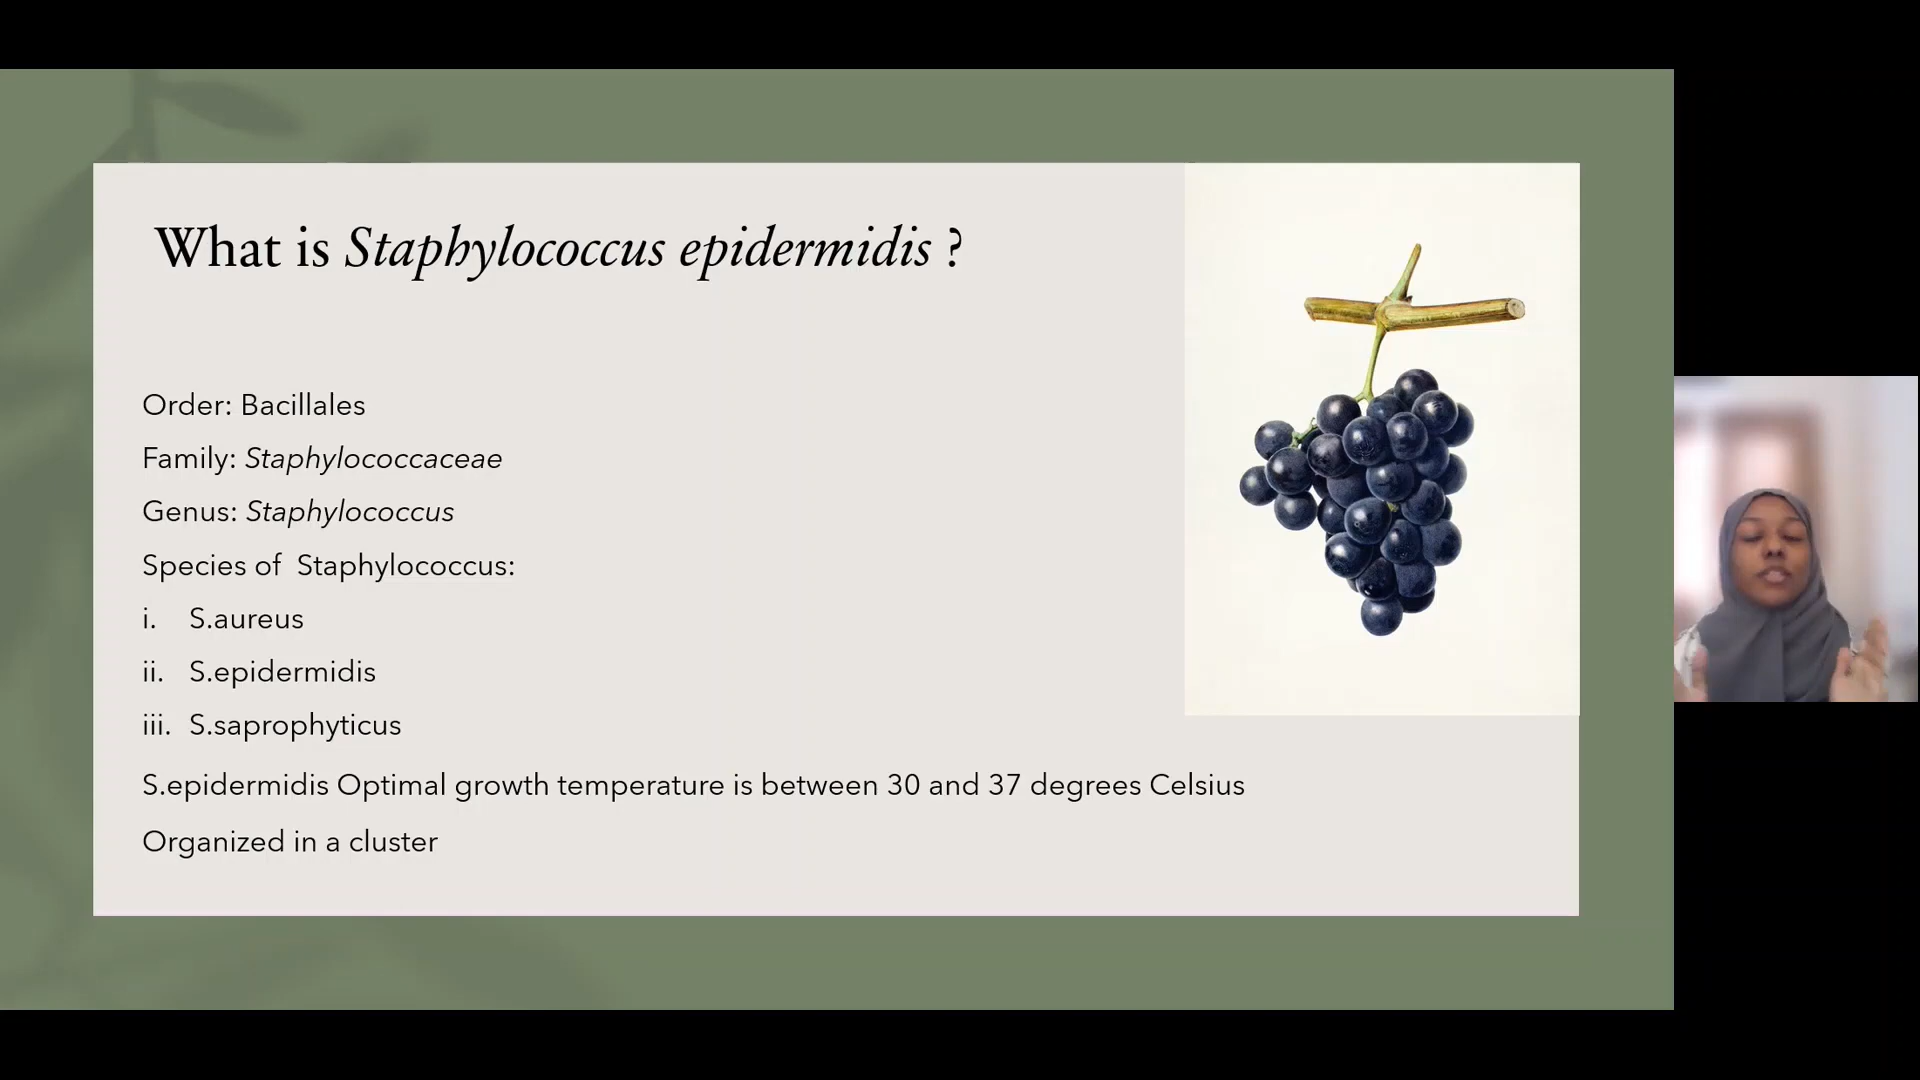 What is Staphylococcus epidermidis ?
Order: Bacillales
Family: Staphylococcaceae
Genus: Staphylococcus
Species of  Staphylococcus:
i. S.aureus
ii. S.epidermidis
iii. S.saprophyticus
S.epidermidis Optimal growth temperature is between 30 and 37 degrees Celsius
Organized in a cluster